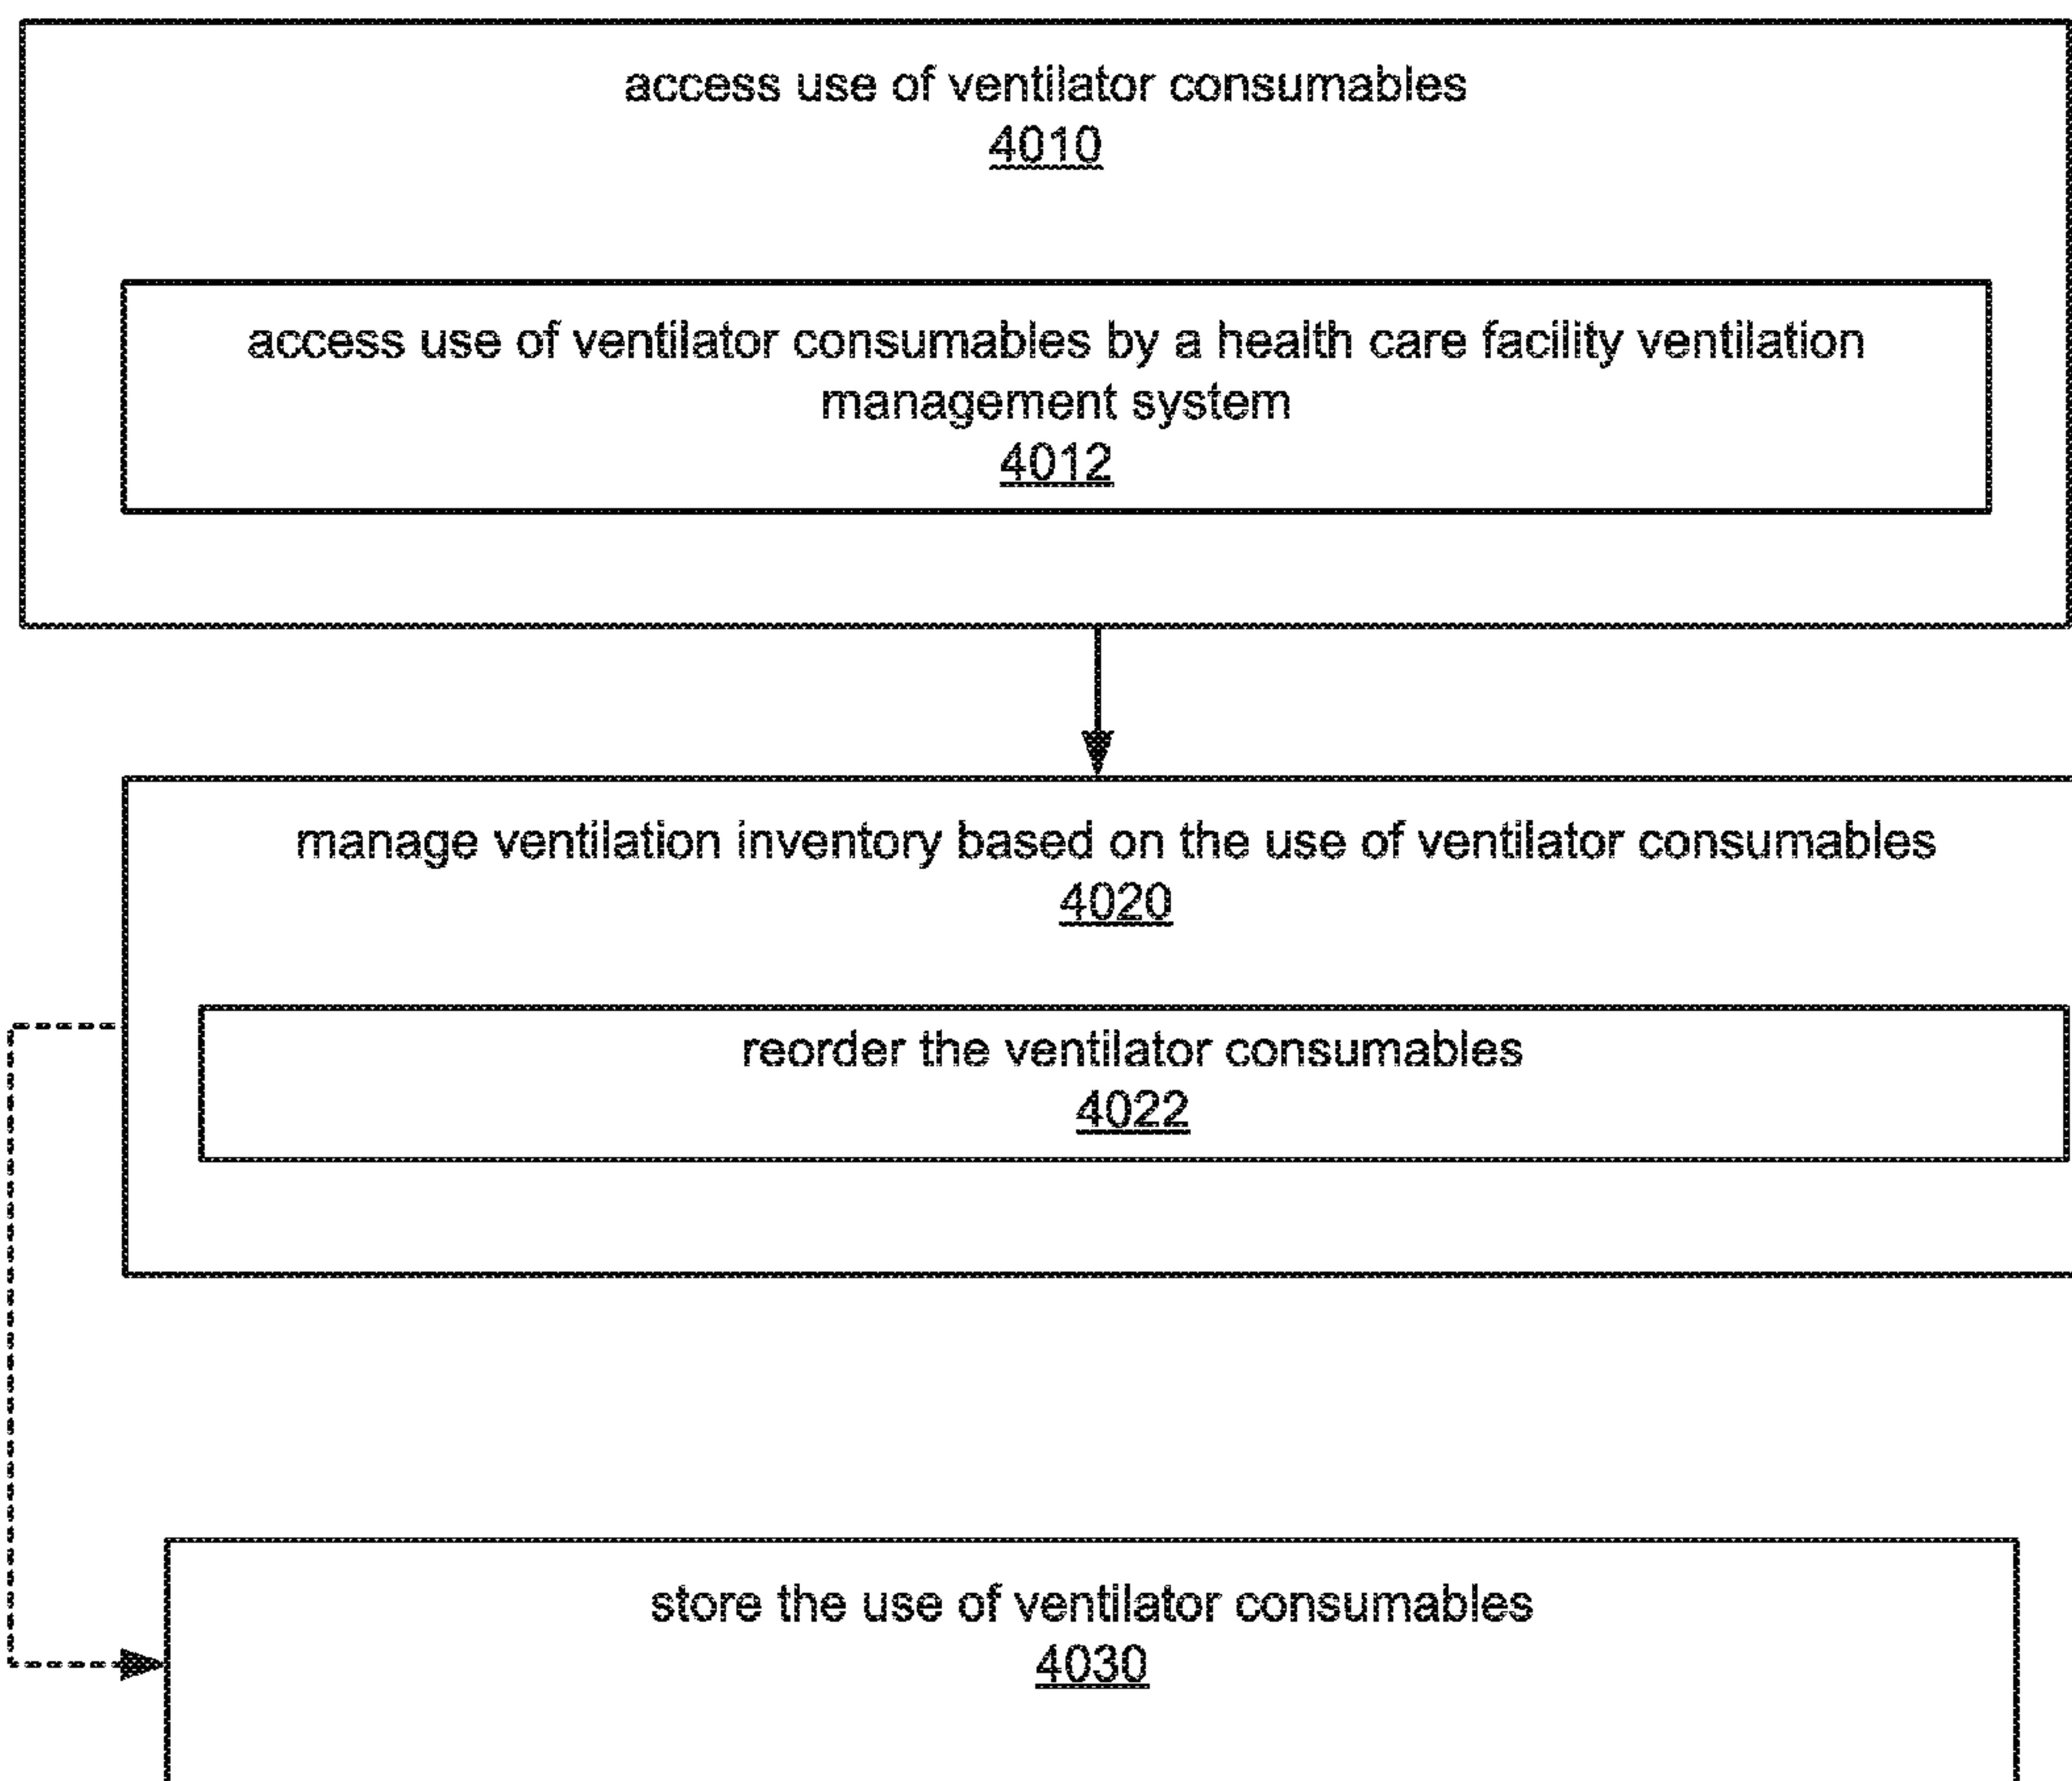 access use of ventilator consumables
4010
access use of ventilator consumables by a health care facility ventilation
management system
4012
manage ventilation inventory based on the use of ventilator consumables
4020
reorder the ventilator consumables
4022
store the use of ventilator consumables
4030